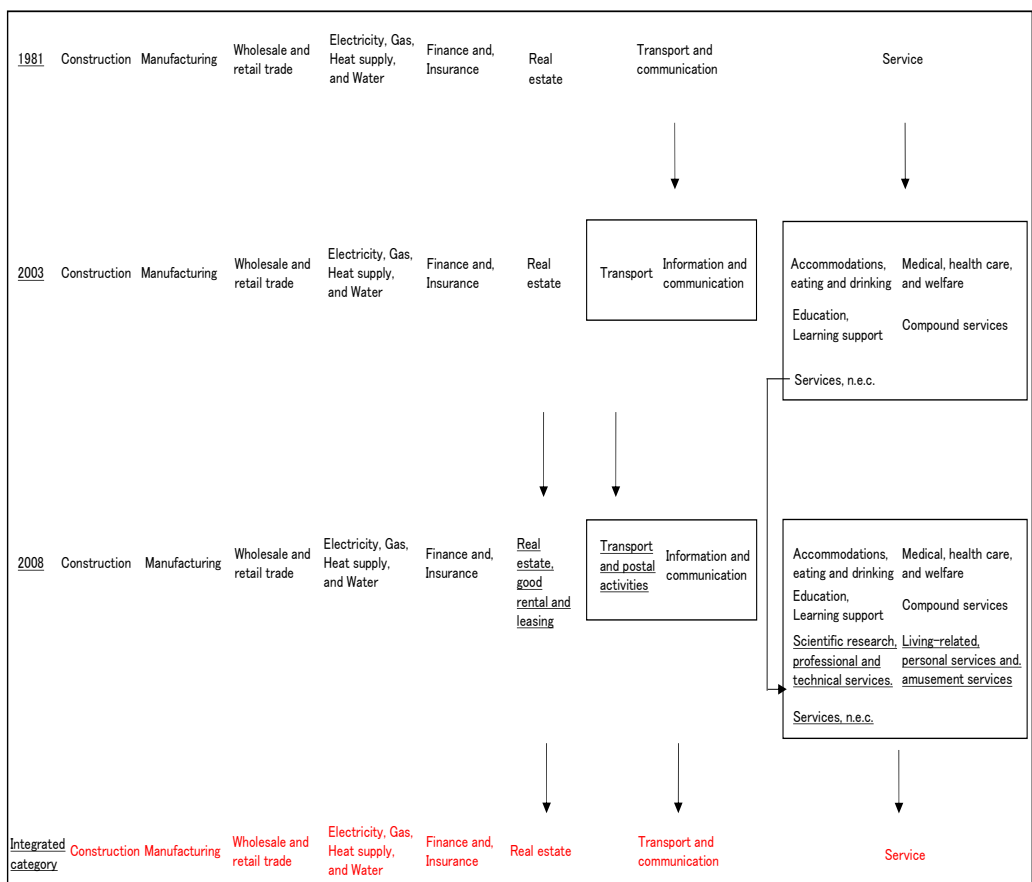 1981
Construction
Manufacturing
Wholesale and
retail trade
Electricity, Gas,
Heat supply,
and Water
Finance and,
Insurance
Real
estate
Transport and
communication
Service
2003
Construction
Manufacturing
Wholesale and
retail trade
Electricity, Gas,
Heat supply,
and Water
Finance and,
Insurance
Real
estate
Transport
Information and
communication
Accommodations,
eating and drinking
Medical, health care,
and welfare
Education,
Learning support
Compound services
Services, n.e.c.
2008
Construction
Manufacturing
Wholesale and
retail trade
Electricity, Gas,
Heat supply,
and Water
Finance and,
Insurance
Real
estate,
good
rental and
leasing
Transport
and postal
activities
Information and
communication
Accommodations,
eating and drinking
Medical, health care,
and welfare
Education,
Learning support
Compound services
Scientific research,
professional and
technical services.
Living-related,
personal services and.
amusement services
Services, n.e.c.
Integrated
category
Construction
Manufacturing
Wholesale and
retail trade
Electricity, Gas,
Heat supply,
and Water
Finance and,
Insurance
Real estate
Transport and
communication
Service